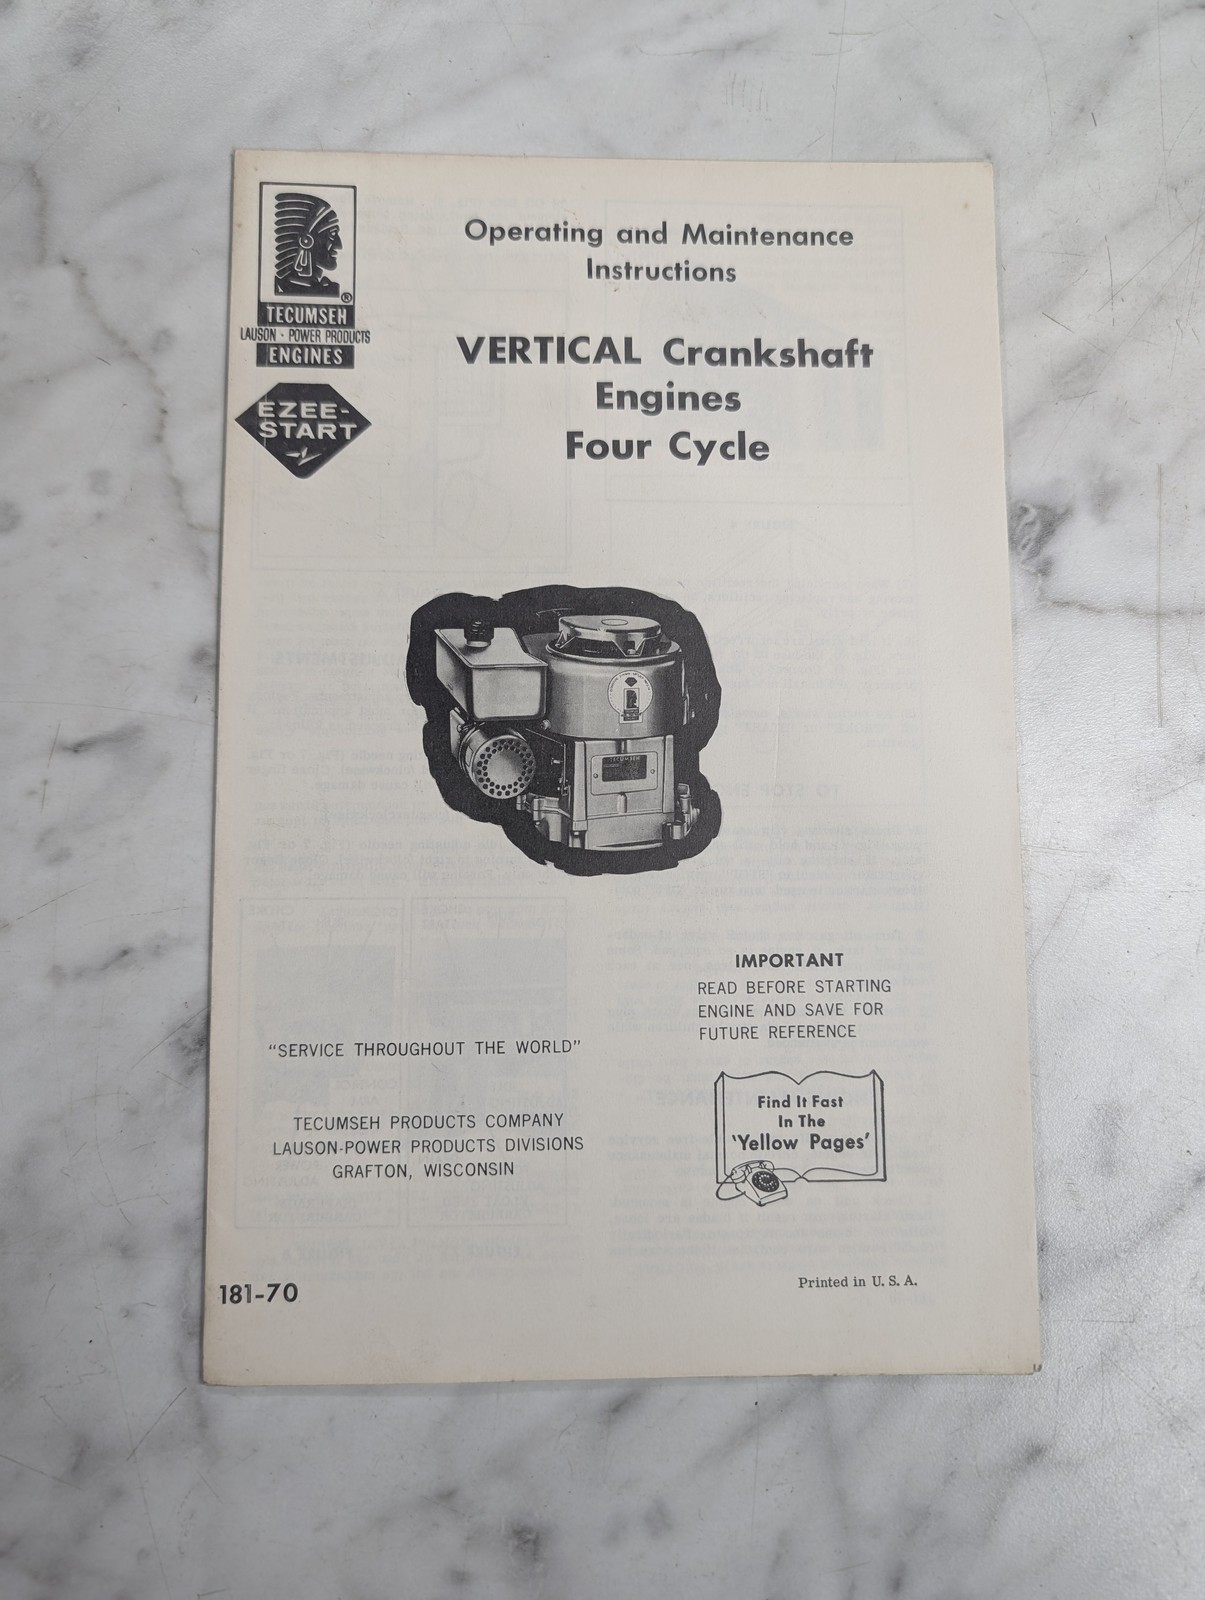 Operating and Maintenance
Instructions
VERTICAL Crankshaft
Engines
Four Cycle
®
TECUMSEH
LAUSON - POWER PRODUCTS
ENGINES
EZEE-
START
TECUMSEH
IMPORTANT
READ BEFORE STARTING
ENGINE AND SAVE FOR
FUTURE REFERENCE
"SERVICE THROUGHOUT THE WORLD"
TECUMSEH PRODUCTS COMPANY
LAUSON-POWER PRODUCTS DIVISIONS
GRAFTON, WISCONSIN
Find It Fast
In The
'Yellow Pages'
181-70
Printed in U. S. A.